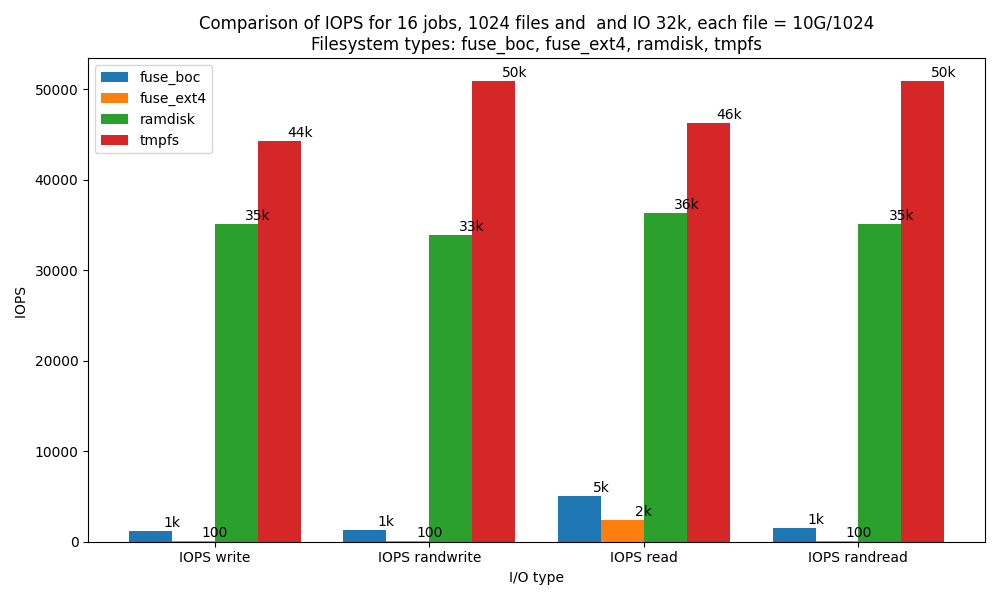 Comparison of IOPS for 16 jobs, 1024 files and  and IO 32k, each file = 10G/1024
Filesystem types: fuse_boc, fuse_ext4, ramdisk, tmpfs
fuse_boc
fuse_ext4
ramdisk
tmpfs
IOPS
50000
40000
30000
20000
10000
0
1k
100
35k
44k
1k
100
33k
50k
5k
2k
36k
46k
1k
100
35k
50k
IOPS write
IOPS randwrite
IOPS read
IOPS randread
I/O type